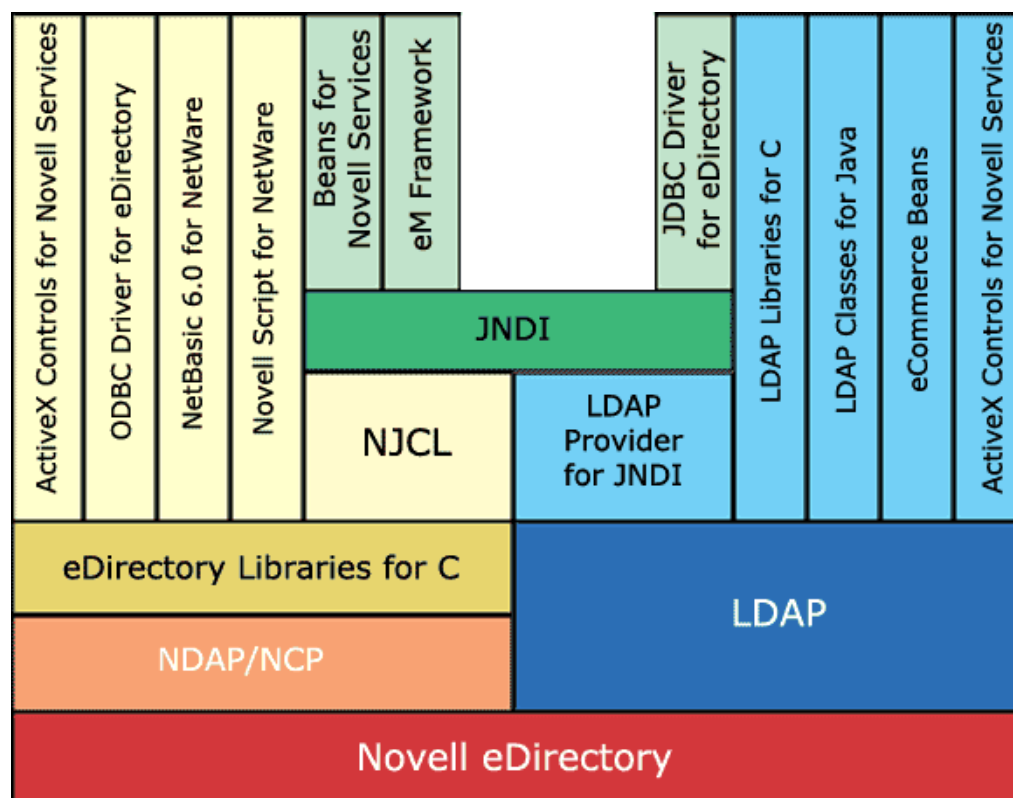 ActiveX Controls for Novell Services
ODBC Driver for eDirectory
NetBasic 6.0 for NetWare
Novell Script for NetWare
Beans for
Novell Services
eM Framework
JDBC Driver
for eDirectory
LDAP Libraries for C
LDAP Classes for Java
eCommerce Beans
ActiveX Controls for Novell Services
JNDI
NJCL
LDAP
Provider
for JNDI
eDirectory Libraries for C
LDAP
NDAP/NCP
Novell eDirectory